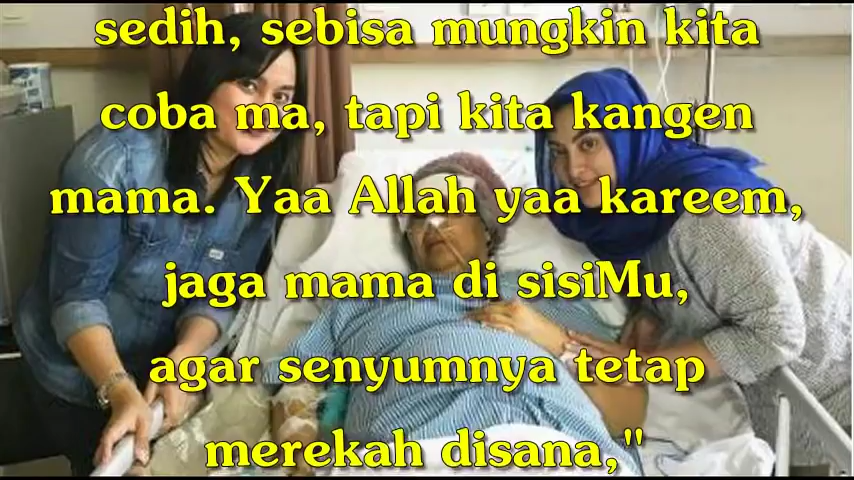 sedih, sebisa mungkin kita
coba ma, tapi kita kangen
mama. Yaa Allah yaa kareem,
jaga mama di sisiMu,
agar senyumnya tetap
merekah disana,"